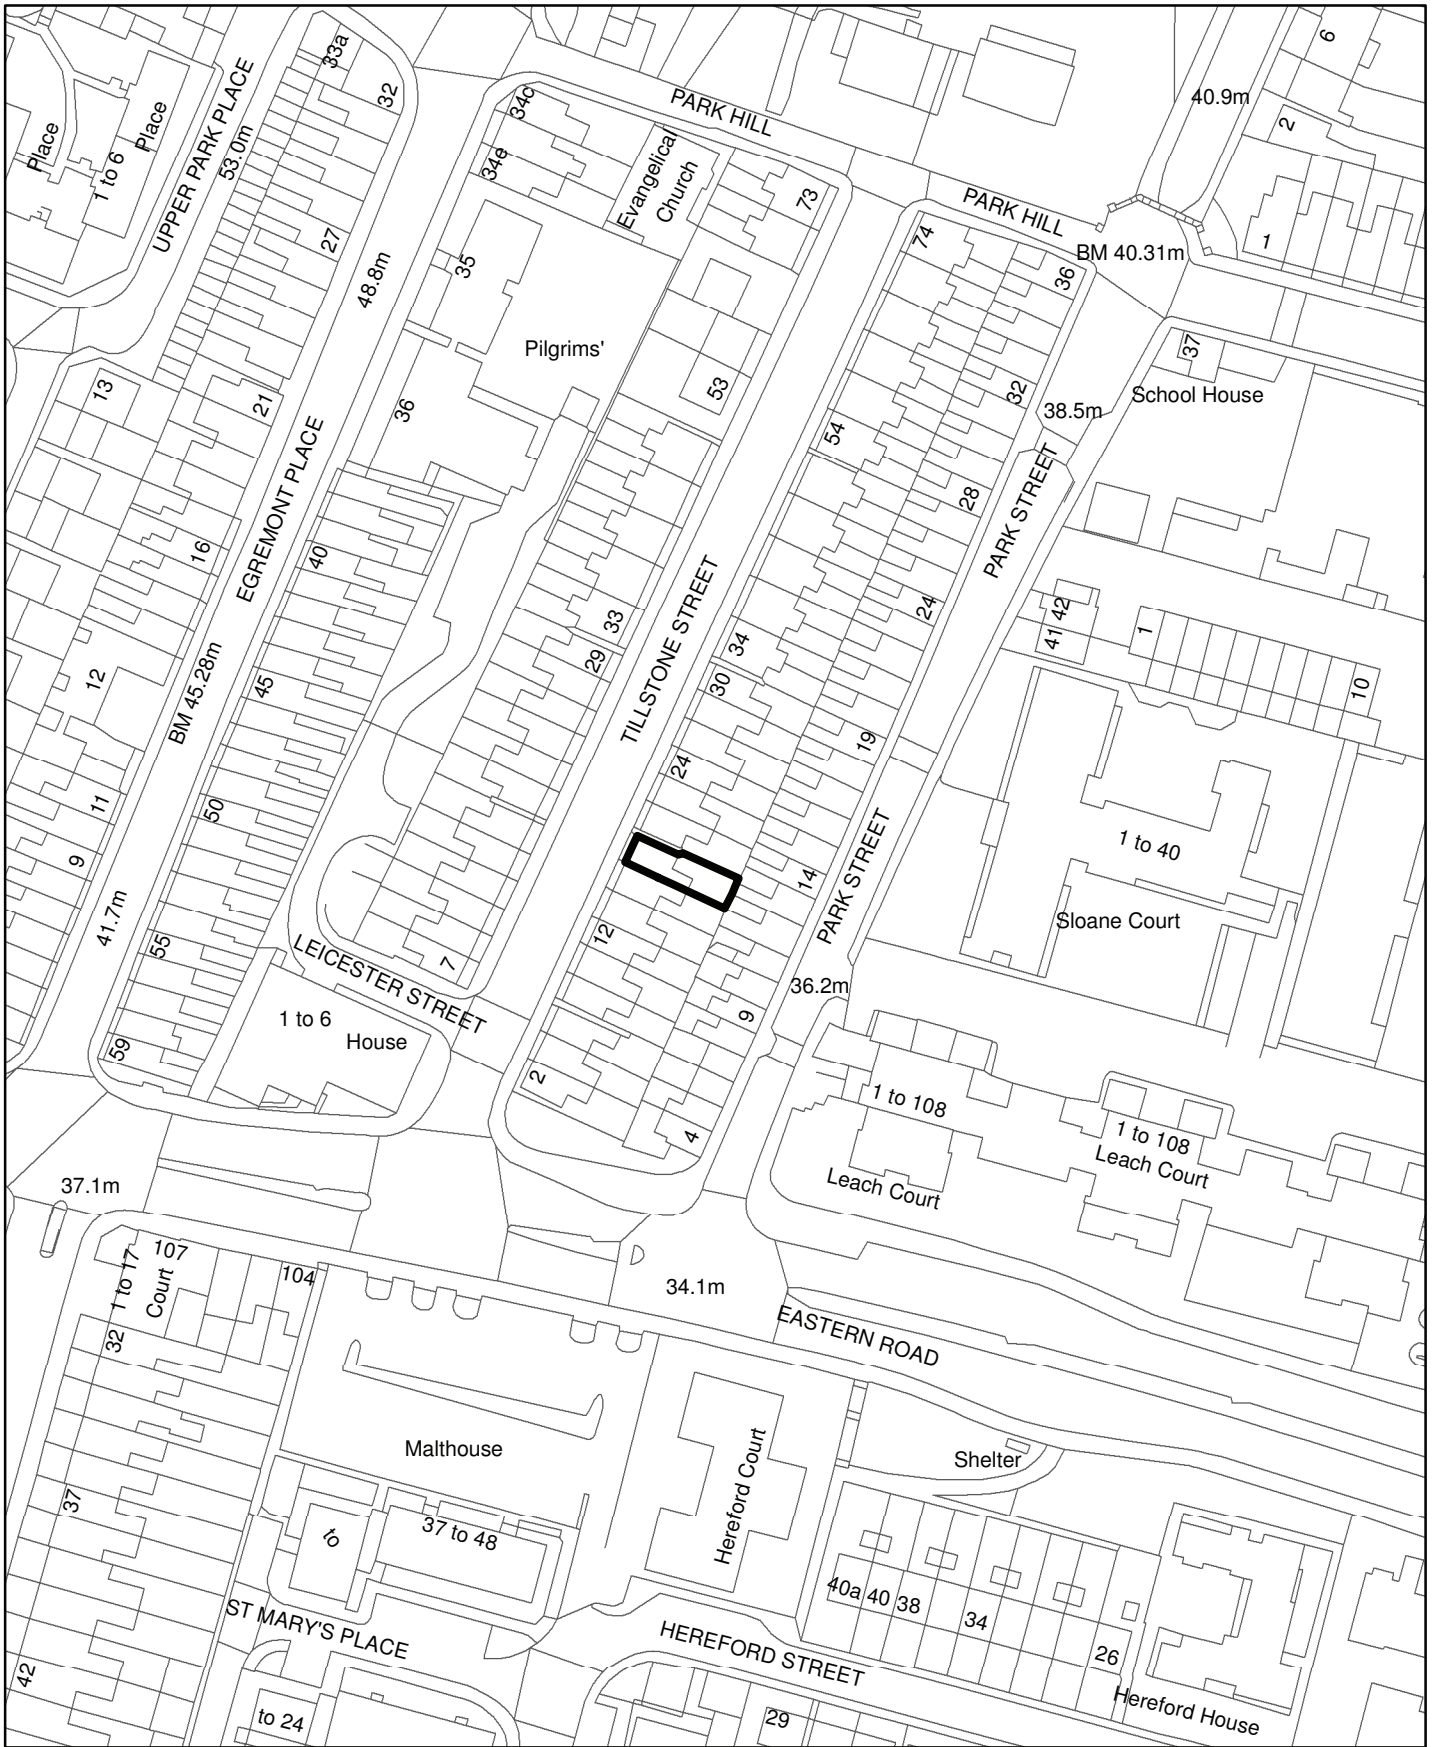 33a
32
34c
34e
PARK HILL
40.9m
6
2
1
Place
1 to 6
Place
UPPER PARK PLACE
53.0m
27
48.8m
35
Evangelical
Church
73
PARK HILL
BM 40.31m
74
36
37
School House
Pilgrims'
53
13
21
36
54
32
38.5m
28
PARK STREET
EGREMONT PLACE
16
40
33
29
TILLSTONE STREET
34
30
24
41 42
1
10
12
BM 45.28m
45
19
24
11
50
9
41.7m
55
59
14
PARK STREET
1 to 40
Sloane Court
12
7
LEICESTER STREET
1 to 6
House
36.2m
9
2
4
1 to 108
Leach Court
1 to 108
Leach Court
37.1m
107
1 to 17
Court
104
32
34.1m
EASTERN ROAD
Malthouse
Hereford Court
Shelter
37
to
37 to 48
40a
40
38
34
26
ST MARY'S PLACE
HEREFORD STREET
Hereford House
42
to 24
29